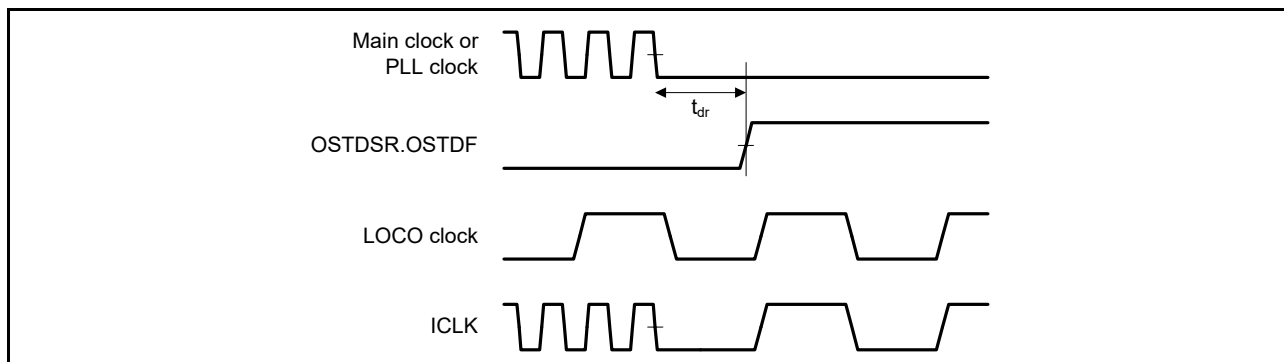 Main clock or
PLL clock
tdr
OSTDSR.OSTDF
LOCO clock
ICLK